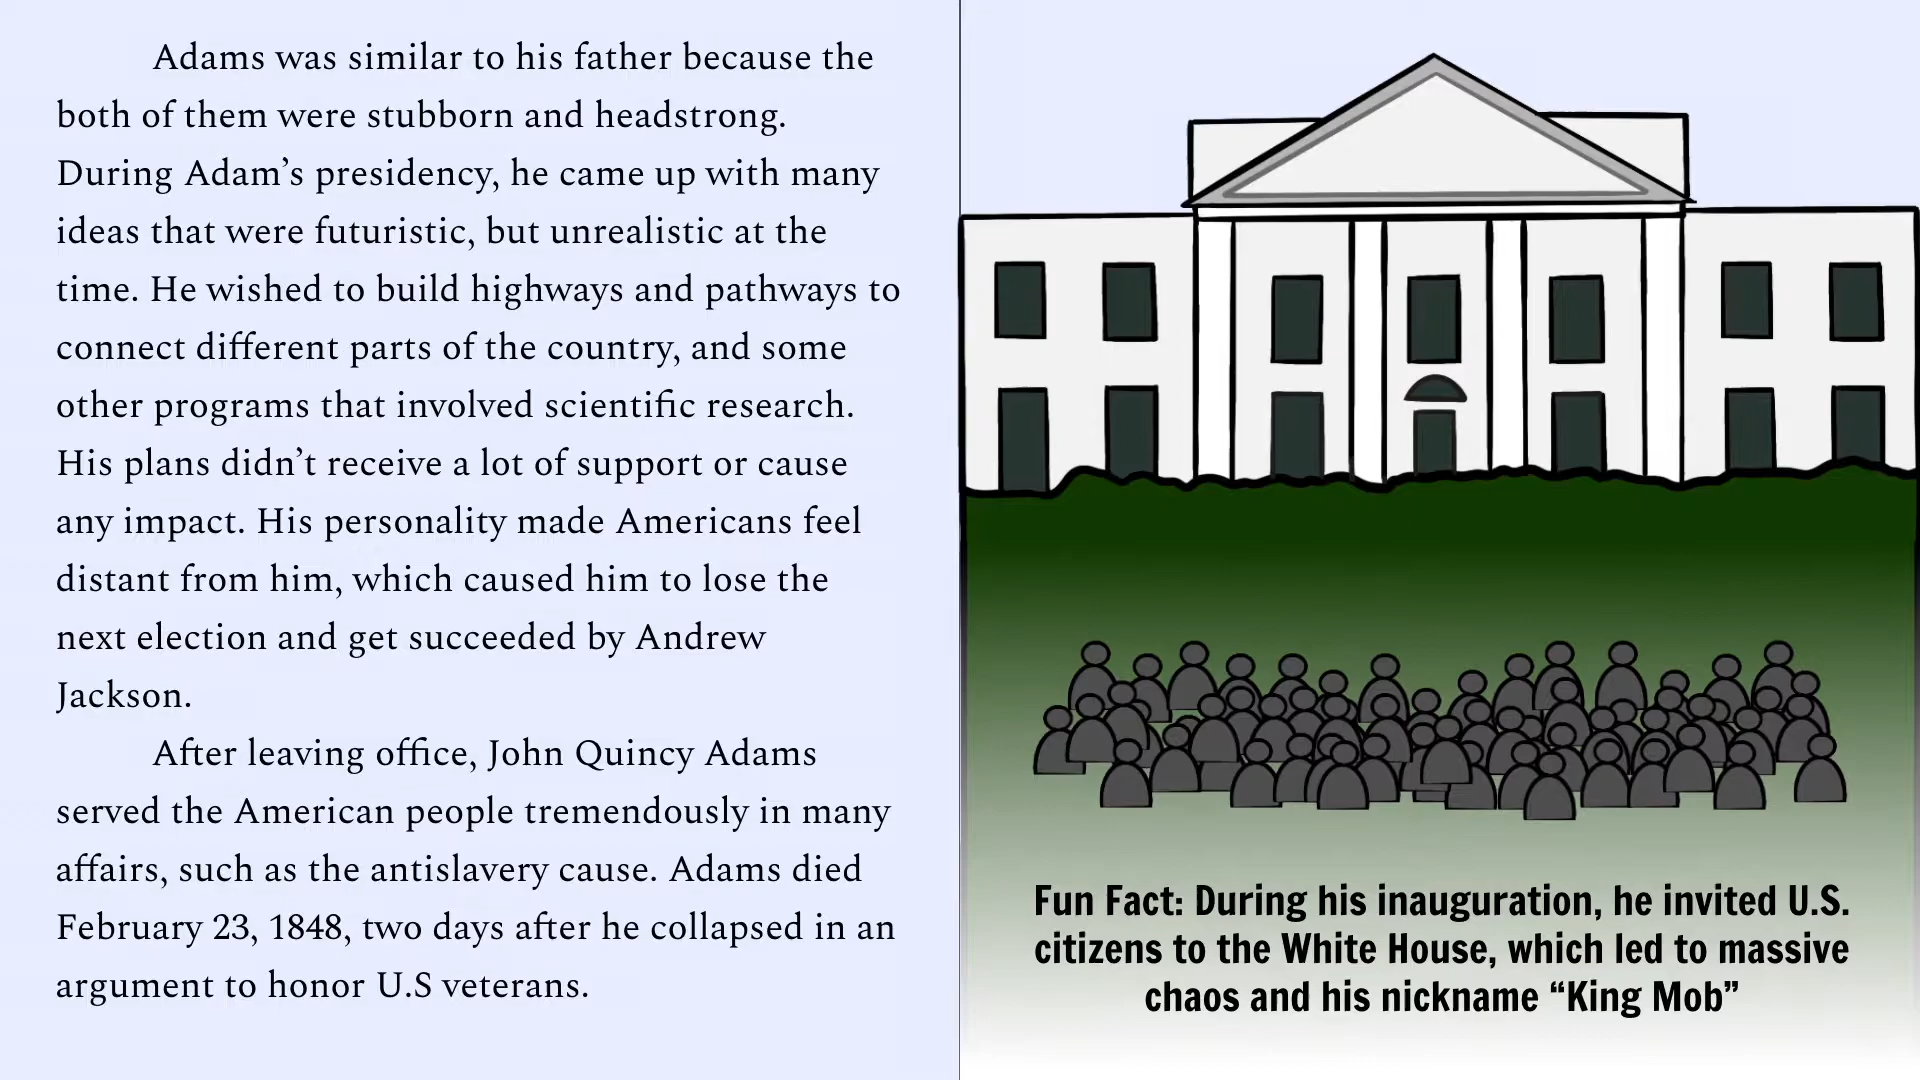 Adams was similar to his father because the
both of them were stubborn and headstrong.
During Adam’s presidency, he came up with many
ideas that were futuristic, but unrealistic at the
time. He wished to build highways and pathways to
connect different parts of the country, and some
other programs that involved scientific research.
His plans didn’t receive a lot of support or cause
any impact. His personality made Americans feel
distant from him, which caused him to lose the
next election and get succeeded by Andrew
Jackson.
After leaving office, John Quincy Adams
served the American people tremendously in many
affairs, such as the antislavery cause. Adams died
February 23, 1848, two days after he collapsed in an
argument to honor U.S veterans.
Fun Fact: During his inauguration, he invited U.S.
citizens to the White House, which led to massive
chaos and his nickname “King Mob”